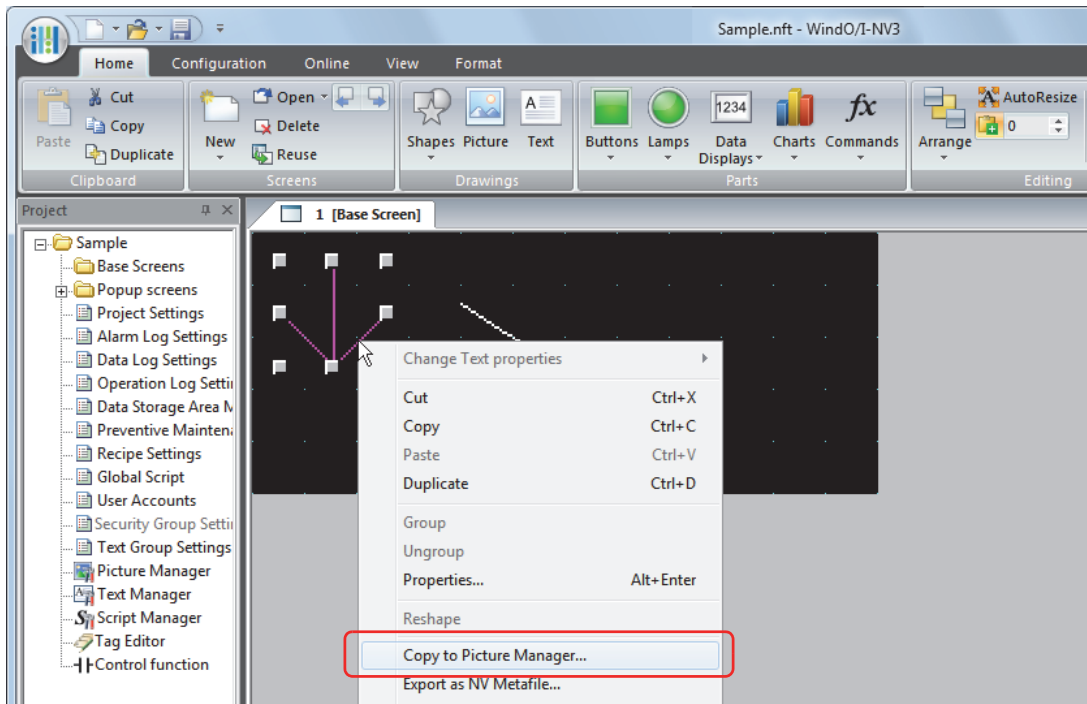 Sample.nft - WindO/I-NV3
Home Configuration Online View Format
Cut
Copy
Duplicate
Paste
Clipboard
New
Open
Delete
Reuse
Screens
Shapes Picture Text
Drawings
1234
Buttons Lamps Data Displays Charts Commands
Parts
Arrange
AutoResize
0
Editing
Project
1 [Base Screen]
Sample
Base Screens
Popup screens
Project Settings
Alarm Log Settings
Data Log Settings
Operation Log Settin
Data Storage Area M
Preventive Maintena
Recipe Settings
Global Script
User Accounts
Security Group Settin
Text Group Settings
Picture Manager
Text Manager
Script Manager
Tag Editor
Control function
Change Text properties
Cut Ctrl+X
Copy Ctrl+C
Paste Ctrl+V
Duplicate Ctrl+D
Group
Ungroup
Properties... Alt+Enter
Reshape
Copy to Picture Manager...
Export as NV Metafile...